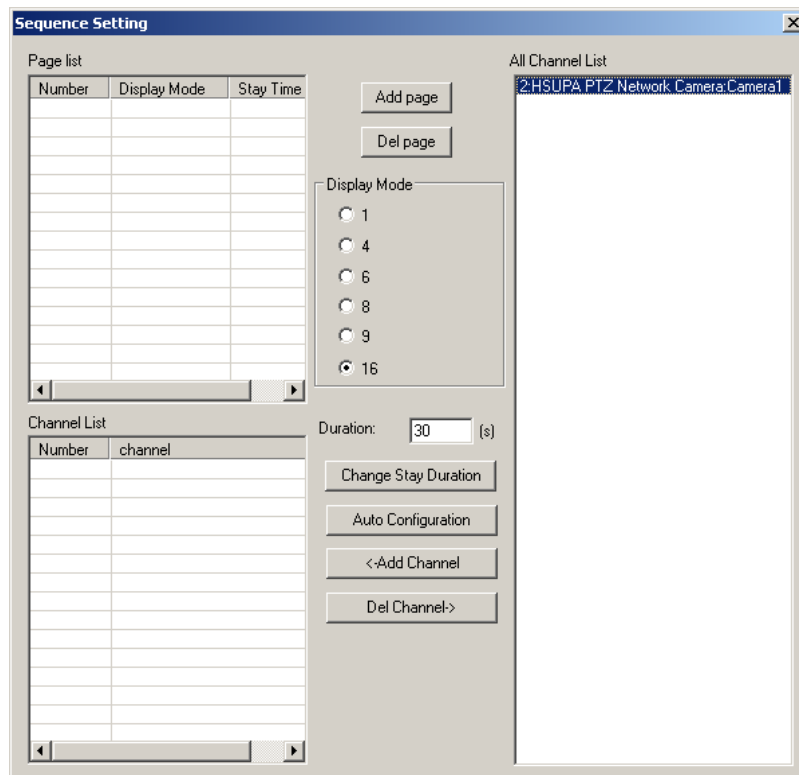 Sequence Setting
Page list
Number Display Mode Stay Time
Add page
Del page
Display Mode
1
4
6
8
9
16
All Channel List
2:HSUPA PTZ Network Camera:Camera1
Channel List
Number channel
Duration: 30 (s)
Change Stay Duration
Auto Configuration
<-Add Channel
Del Channel->